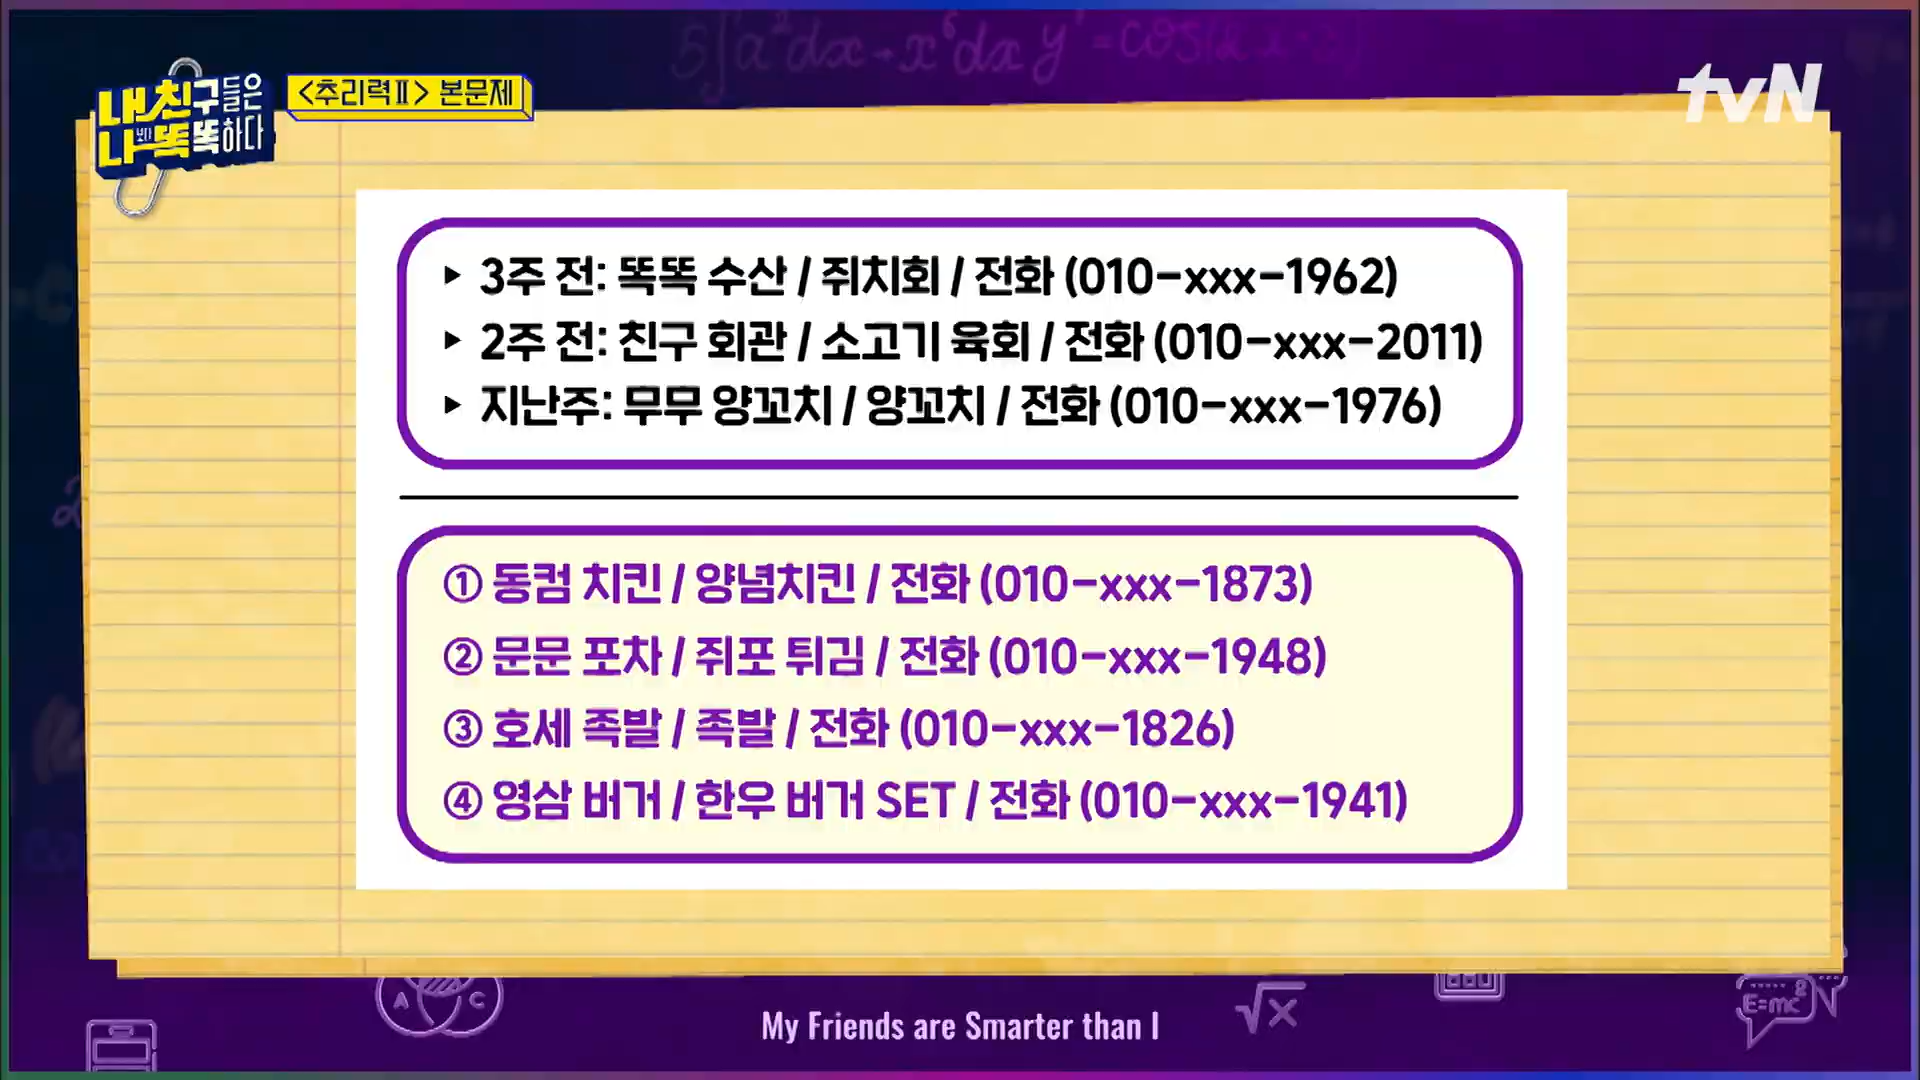 내 친구들은
나보다 똑똑하다
<추리력Ⅱ> 본문제
tvN
▸ 3주 전: 똑똑 수산 / 쥐치회 / 전화 (010-xxx-1962)
▸ 2주 전: 친구 회관 / 소고기 육회 / 전화 (010-xxx-2011)
▸ 지난주: 무무 양꼬치 / 양꼬치 / 전화 (010-xxx-1976)
① 동컴 치킨 / 양념치킨 / 전화 (010-xxx-1873)
② 문문 포차 / 쥐포 튀김 / 전화 (010-xxx-1948)
③ 호세 족발 / 족발 / 전화 (010-xxx-1826)
④ 영삼 버거 / 한우 버거 SET / 전화 (010-xxx-1941)
A C
√x
E=mc²
My Friends are Smarter than I